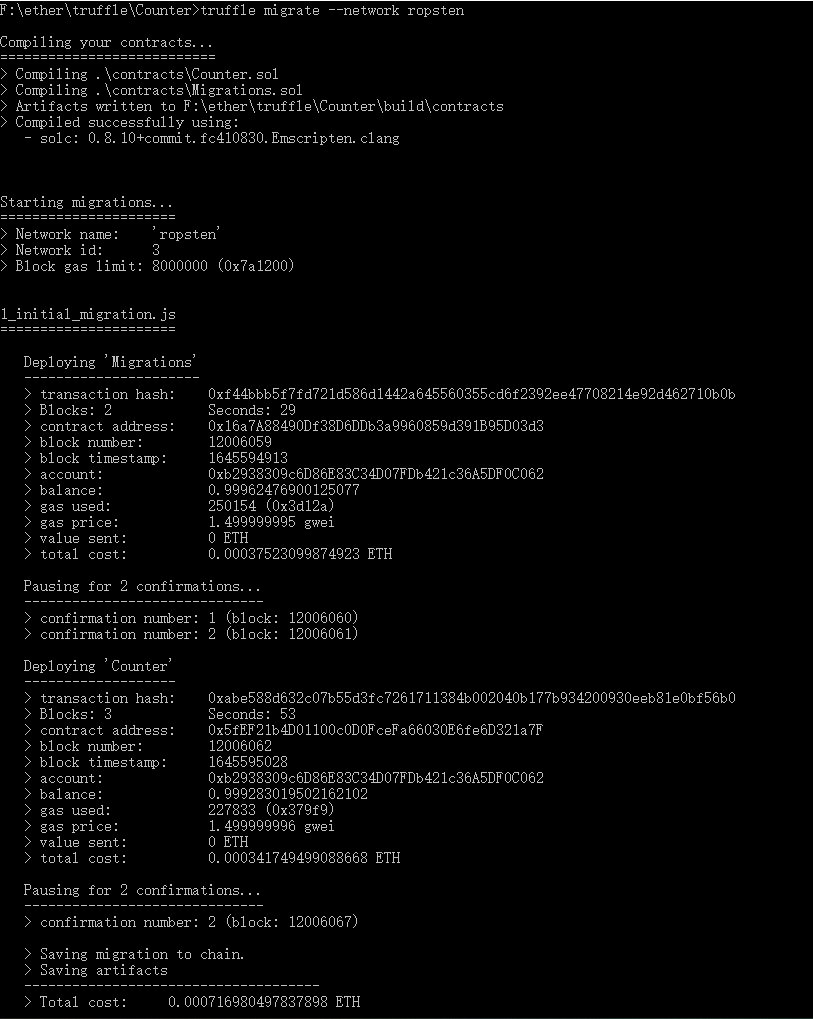 F:\ether\truffle\Counter>truffle migrate --network ropsten
Compiling your contracts...
===========================
> Compiling .\contracts\Counter.sol
> Compiling .\contracts\Migrations.sol
> Artifacts written to F:\ether\truffle\Counter\build\contracts
> Compiled successfully using:
   - solc: 0.8.10+commit.fc410830.Emscripten.clang
Starting migrations...
======================
> Network name:    'ropsten'
> Network id:      3
> Block gas limit: 8000000 (0x7a1200)
1_initial_migration.js
======================
   Deploying 'Migrations'
   ----------------------
   > transaction hash:    0xf44bbb5f7fd721d586d1442a645560355cd6f2392ee47708214e92d462710b0b
   > Blocks: 2            Seconds: 29
   > contract address:    0x16a7A88490Df38D6DDb3a9960859d391B95D03d3
   > block number:        12006059
   > block timestamp:     1645594913
   > account:             0xb2938309c6D86E83C34D07FDb421c36A5DF0C062
   > balance:             0.99962476900125077
   > gas used:            250154 (0x3d12a)
   > gas price:           1.499999995 gwei
   > value sent:          0 ETH
   > total cost:          0.00037523099874923 ETH
   Pausing for 2 confirmations...
   ------------------------------
   > confirmation number: 1 (block: 12006060)
   > confirmation number: 2 (block: 12006061)
   Deploying 'Counter'
   -------------------
   > transaction hash:    0xabe588d632c07b55d3fc7261711384b002040b177b934200930eeb81e0bf56b0
   > Blocks: 3            Seconds: 53
   > contract address:    0x5fEF21b4D01100c0D0FceFa66030E6fe6D321a7F
   > block number:        12006062
   > block timestamp:     1645595028
   > account:             0xb2938309c6D86E83C34D07FDb421c36A5DF0C062
   > balance:             0.999283019502162102
   > gas used:            227833 (0x379f9)
   > gas price:           1.499999996 gwei
   > value sent:          0 ETH
   > total cost:          0.000341749499088668 ETH
   Pausing for 2 confirmations...
   ------------------------------
   > confirmation number: 2 (block: 12006067)
   > Saving migration to chain.
   > Saving artifacts
   -------------------------------------
   > Total cost:     0.000716980497837898 ETH